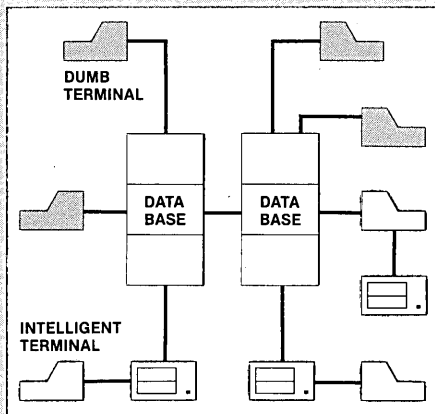 DUMB
TERMINAL
DATA
BASE
DATA
BASE
INTELLIGENT
TERMINAL